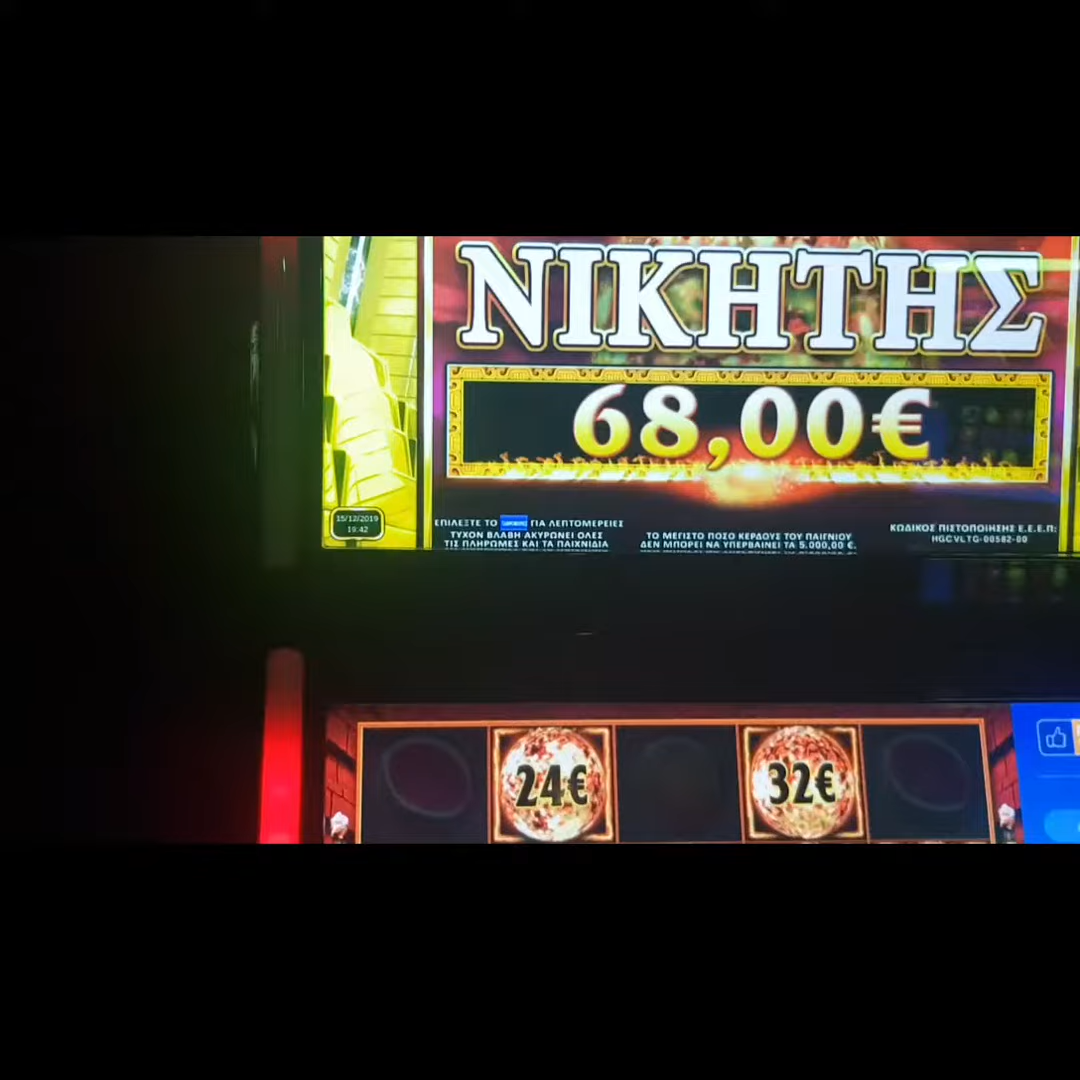 ΝΙΚΗΤΗΣ
68,00€
15/12/2019
19:42
ΕΠΙΛΕΞΤΕ ΤΟ ΓΙΑ ΛΕΠΤΟΜΕΡΕΙΕΣ
ΤΥΧΟΝ ΒΛΑΒΗ ΑΚΥΡΩΝΕΙ ΟΛΕΣ
ΤΙΣ ΠΛΗΡΩΜΕΣ ΚΑΙ ΤΑ ΠΑΙΧΝΙΔΙΑ
ΤΟ ΜΕΓΙΣΤΟ ΠΟΣΟ ΚΕΡΔΟΥΣ ΤΟΥ ΠΑΙΓΝΙΟΥ
ΔΕΝ ΜΠΟΡΕΙ ΝΑ ΥΠΕΡΒΑΙΝΕΙ ΤΑ 5.000,00 €.
ΚΩΔΙΚΟΣ ΠΙΣΤΟΠΟΙΗΣΗΣ Ε.Ε.Ε.Π:
HGCVLTG-00582-00
24€
32€